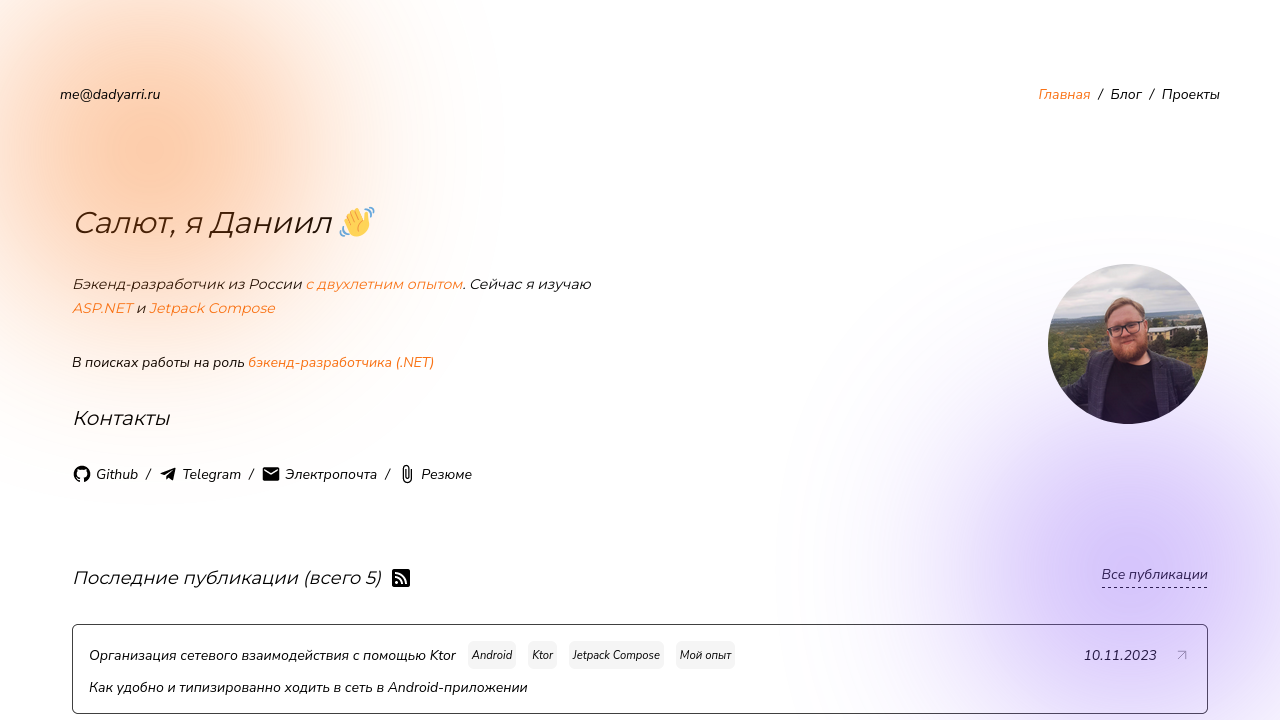 me@dadyarri.ru
Главная / Блог / Проекты
Салют, я Даниил 👋
Бэкенд-разработчик из России с двухлетним опытом. Сейчас я изучаю
ASP.NET и Jetpack Compose
В поисках работы на роль бэкенд-разработчика (.NET)
Контакты
Github / Telegram / Электропочта / Резюме
Последние публикации (всего 5)
Все публикации
Организация сетевого взаимодействия с помощью Ktor Android Ktor Jetpack Compose Мой опыт 10.11.2023
Как удобно и типизированно ходить в сеть в Android-приложении